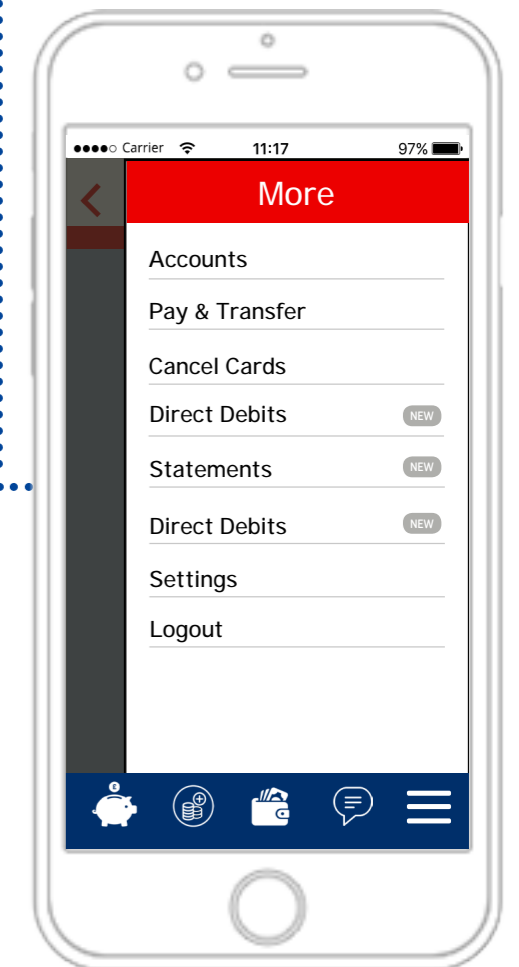 Carrier 11:17 97%
More
Accounts
Pay & Transfer
Cancel Cards
Direct Debits NEW
Statements NEW
Direct Debits NEW
Settings
Logout
£